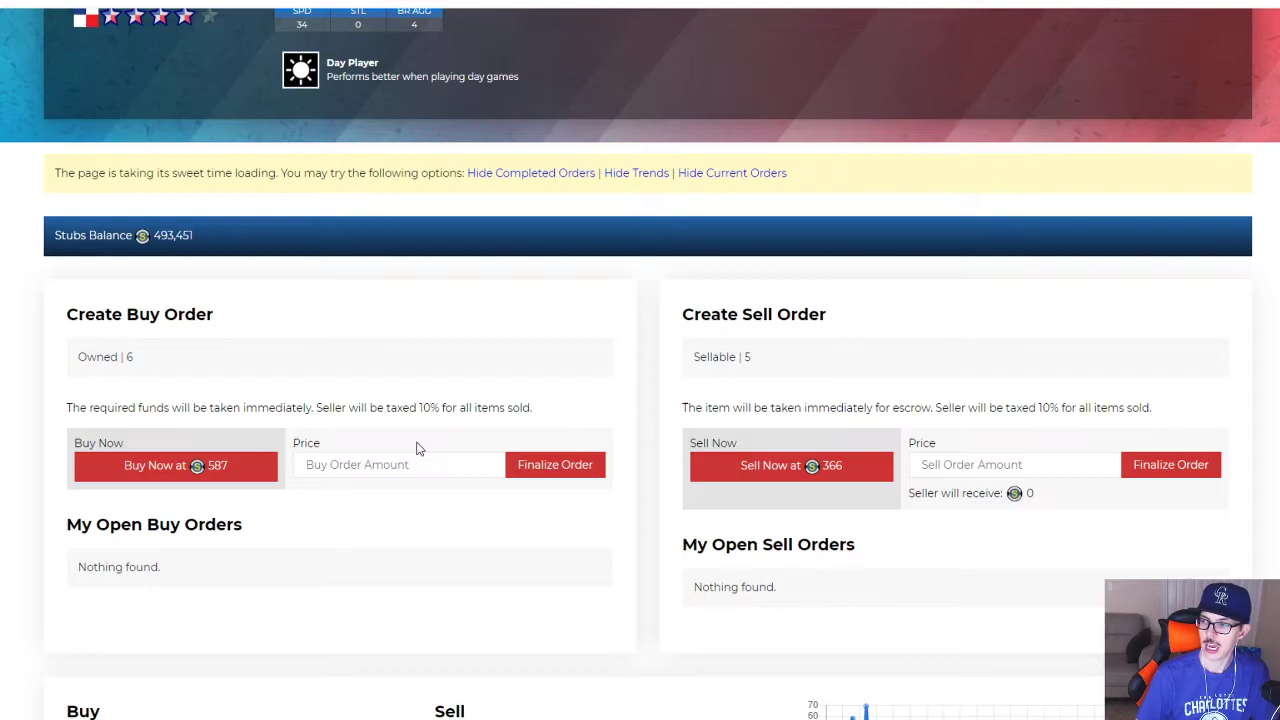 SPD STL BR AGG
34 0 4
Day Player
Performs better when playing day games
The page is taking its sweet time loading. You may try the following options: Hide Completed Orders | Hide Trends | Hide Current Orders
Stubs Balance 493,451
Create Buy Order
Owned | 6
The required funds will be taken immediately. Seller will be taxed 10% for all items sold.
Buy Now
Buy Now at 587
Price
Buy Order Amount
Finalize Order
My Open Buy Orders
Nothing found.
Create Sell Order
Sellable | 5
The item will be taken immediately for escrow. Seller will be taxed 10% for all items sold.
Sell Now
Sell Now at 366
Price
Sell Order Amount
Finalize Order
Seller will receive: 0
My Open Sell Orders
Nothing found.
Buy
Sell
70
60
CR
CHARLOTTES